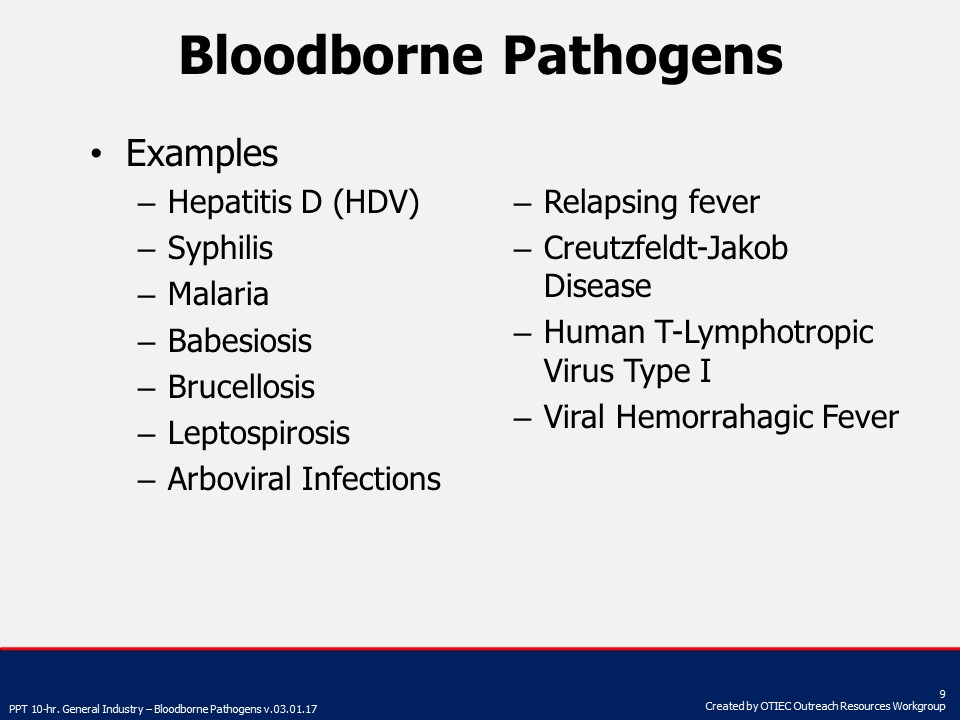 Bloodborne Pathogens
• Examples
– Hepatitis D (HDV)
– Syphilis
– Malaria
– Babesiosis
– Brucellosis
– Leptospirosis
– Arboviral Infections
– Relapsing fever
– Creutzfeldt-Jakob
Disease
– Human T-Lymphotropic
Virus Type I
– Viral Hemorrahagic Fever
PPT 10-hr. General Industry – Bloodborne Pathogens v.03.01.17
9
Created by OTIEC Outreach Resources Workgroup